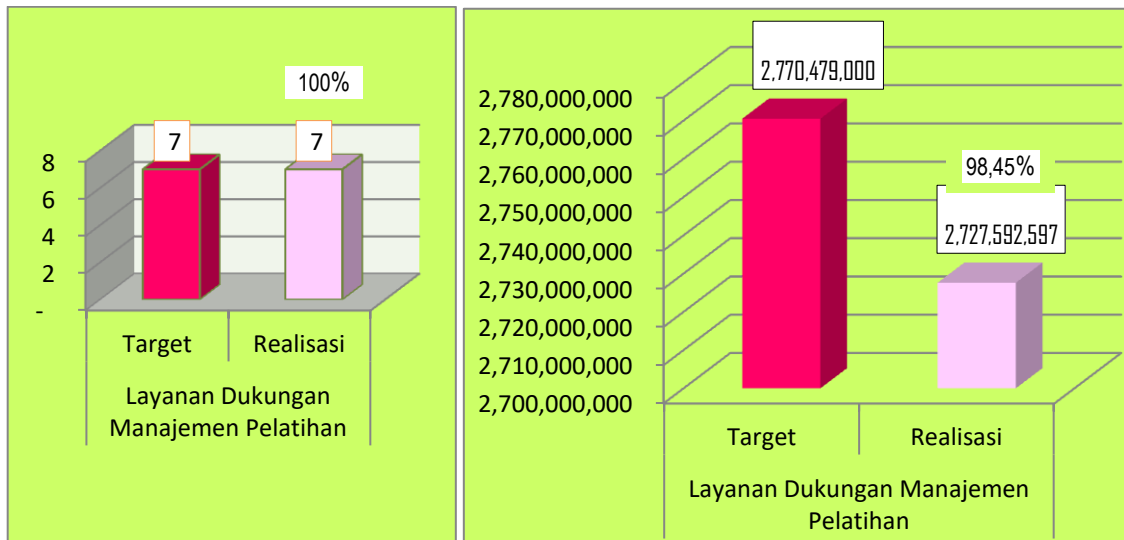 100%
7
7
8
6
4
2
-
Target
Realisasi
Layanan Dukungan
Manajemen Pelatihan
2,770,479,000
98,45%
2,727,592,597
2,780,000,000
2,770,000,000
2,760,000,000
2,750,000,000
2,740,000,000
2,730,000,000
2,720,000,000
2,710,000,000
2,700,000,000
Target
Realisasi
Layanan Dukungan Manajemen
Pelatihan